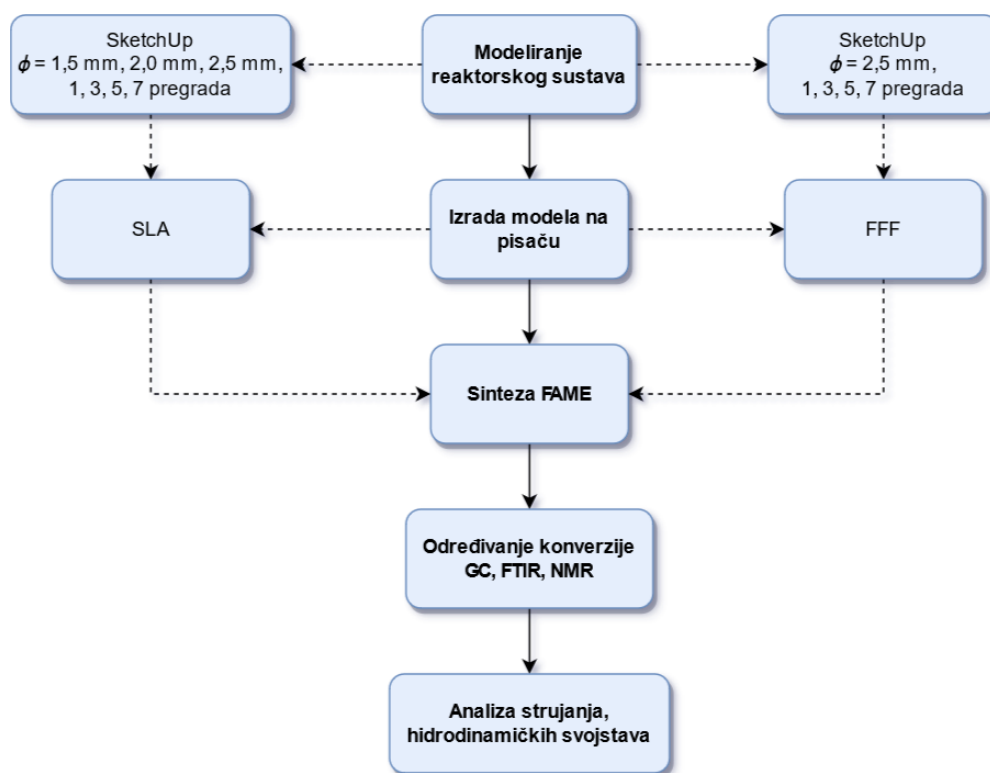 SketchUp
ϕ = 1,5 mm, 2,0 mm, 2,5 mm,
1, 3, 5, 7 pregrada
Modeliranje
reaktorskog sustava
SketchUp
ϕ = 2,5 mm,
1, 3, 5, 7 pregrada
SLA
Izrada modela na
pisaču
FFF
Sinteza FAME
Određivanje konverzije
GC, FTIR, NMR
Analiza strujanja,
hidrodinamičkih svojstava